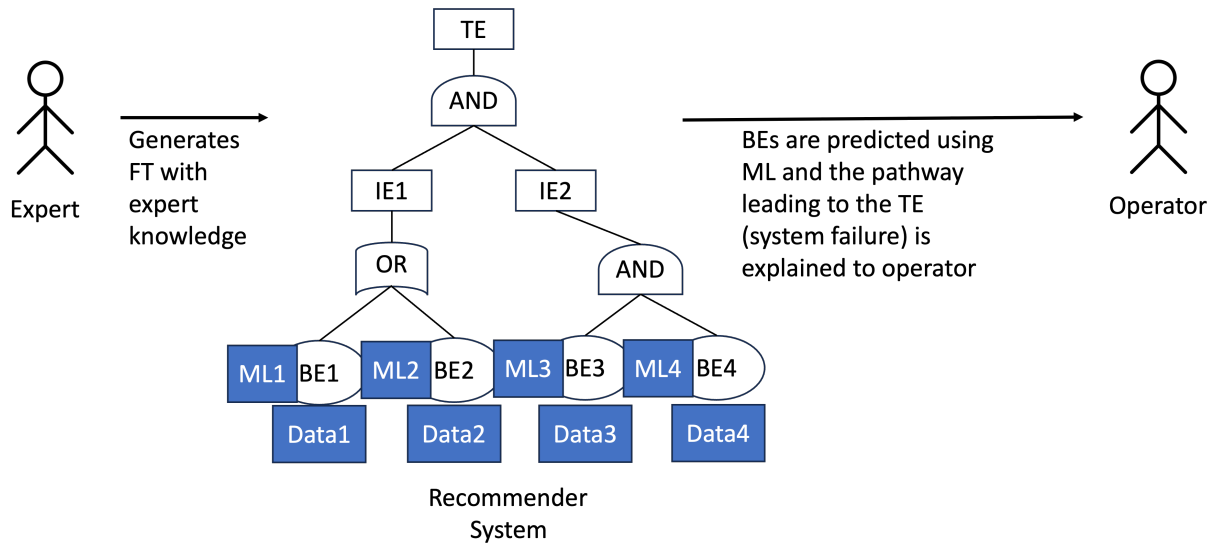 TE
AND
Generates
FT with
expert
knowledge
Expert
BEs are predicted using
ML and the pathway
leading to the TE
(system failure) is
explained to operator
Operator
IE1
IE2
OR
AND
ML1
BE1
ML2
BE2
ML3
BE3
ML4
BE4
Data1
Data2
Data3
Data4
Recommender
System